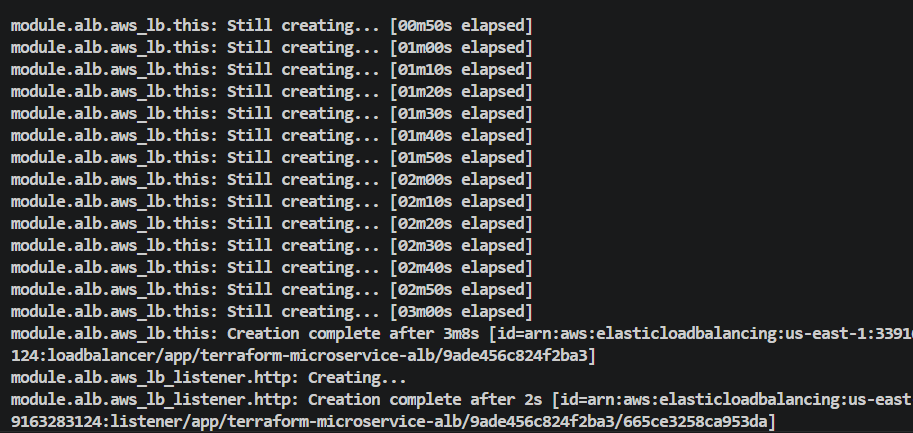 module.alb.aws_lb.this: Still creating... [00m50s elapsed]
module.alb.aws_lb.this: Still creating... [01m00s elapsed]
module.alb.aws_lb.this: Still creating... [01m10s elapsed]
module.alb.aws_lb.this: Still creating... [01m20s elapsed]
module.alb.aws_lb.this: Still creating... [01m30s elapsed]
module.alb.aws_lb.this: Still creating... [01m40s elapsed]
module.alb.aws_lb.this: Still creating... [01m50s elapsed]
module.alb.aws_lb.this: Still creating... [02m00s elapsed]
module.alb.aws_lb.this: Still creating... [02m10s elapsed]
module.alb.aws_lb.this: Still creating... [02m20s elapsed]
module.alb.aws_lb.this: Still creating... [02m30s elapsed]
module.alb.aws_lb.this: Still creating... [02m40s elapsed]
module.alb.aws_lb.this: Still creating... [02m50s elapsed]
module.alb.aws_lb.this: Still creating... [03m00s elapsed]
module.alb.aws_lb.this: Creation complete after 3m8s [id=arn:aws:elasticloadbalancing:us-east-1:33910
124:loadbalancer/app/terraform-microservice-alb/9ade456c824f2ba3]
module.alb.aws_lb_listener.http: Creating...
module.alb.aws_lb_listener.http: Creation complete after 2s [id=arn:aws:elasticloadbalancing:us-east
9163283124:listener/app/terraform-microservice-alb/9ade456c824f2ba3/665ce3258ca953da]